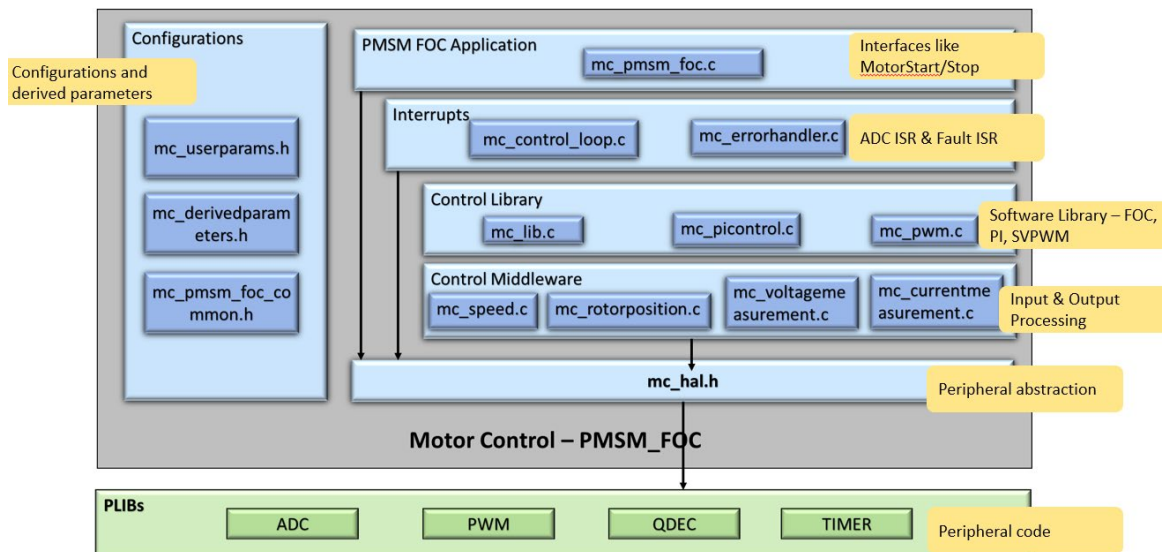 Configurations
Configurations and
derived parameters
mc_userparams.h
mc_derivedparam
eters.h
mc_pmsm_foc_co
mmon.h
PMSM FOC Application
mc_pmsm_foc.c
Interfaces like
MotorStart/Stop
Interrupts
mc_control_loop.c
mc_errorhandler.c
ADC ISR & Fault ISR
Control Library
mc_lib.c
mc_picontrol.c
mc_pwm.c
Software Library – FOC,
PI, SVPWM
Control Middleware
mc_speed.c
mc_rotorposition.c
mc_voltageme
asurement.c
mc_currentme
asurement.c
Input & Output
Processing
mc_hal.h
Peripheral abstraction
Motor Control – PMSM_FOC
PLIBs
ADC
PWM
QDEC
TIMER
Peripheral code